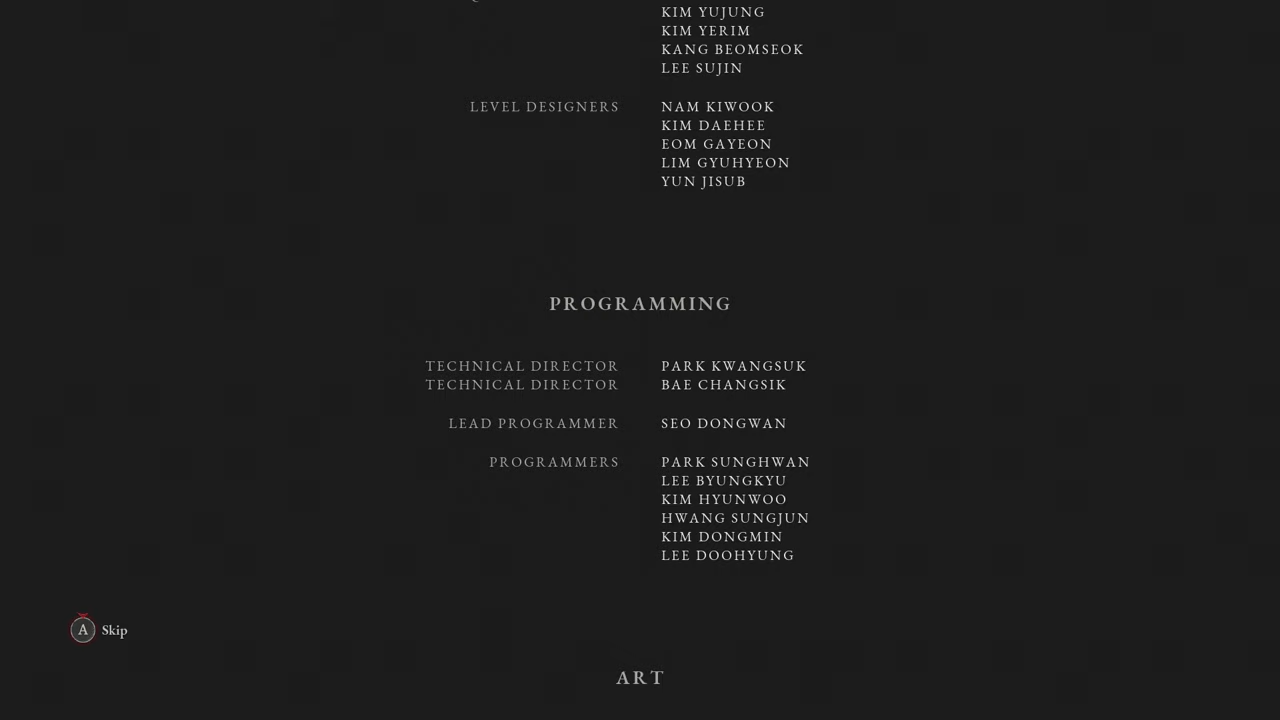 KIM YUJUNG
KIM YERIM
KANG BEOMSEOK
LEE SUJIN
LEVEL DESIGNERS NAM KIWOOK
KIM DAEHEE
EOM GAYEON
LIM GYUHYEON
YUN JISUB
PROGRAMMING
TECHNICAL DIRECTOR PARK KWANGSUK
TECHNICAL DIRECTOR BAE CHANGSIK
LEAD PROGRAMMER SEO DONGWAN
PROGRAMMERS PARK SUNGHWAN
LEE BYUNGKYU
KIM HYUNWOO
HWANG SUNGJUN
KIM DONGMIN
LEE DOOHYUNG
A Skip
ART